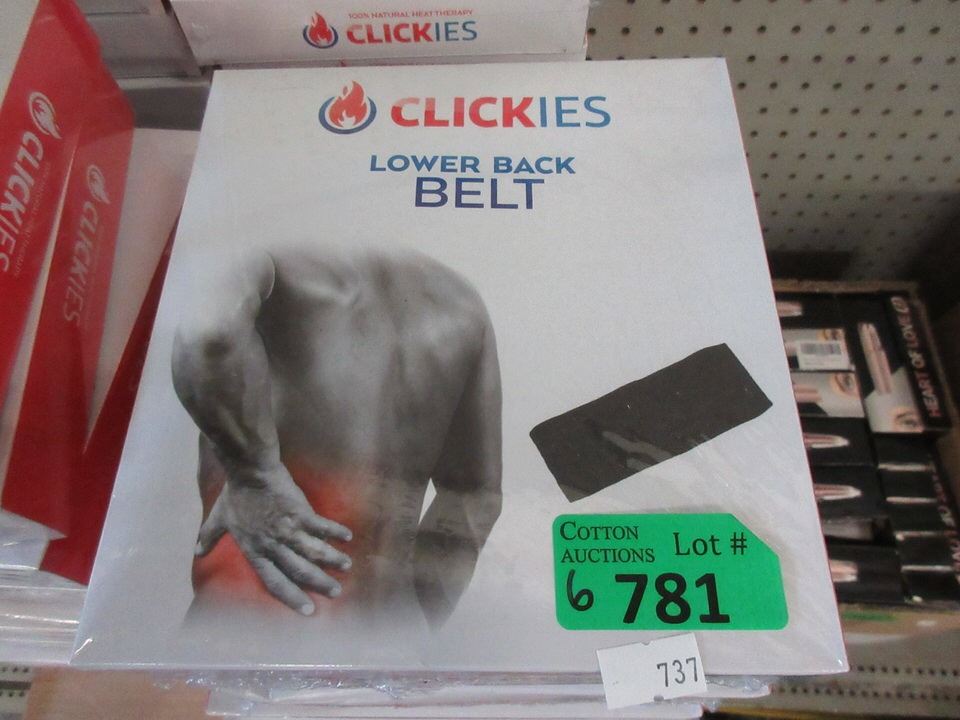 100% NATURAL HEAT THERAPY
CLICKIES
CLICKIES
LOWER BACK
BELT
CLICKIES
CLICKIES
HEART OF LOVE
COTTON
AUCTIONS
Lot #
6 781
737